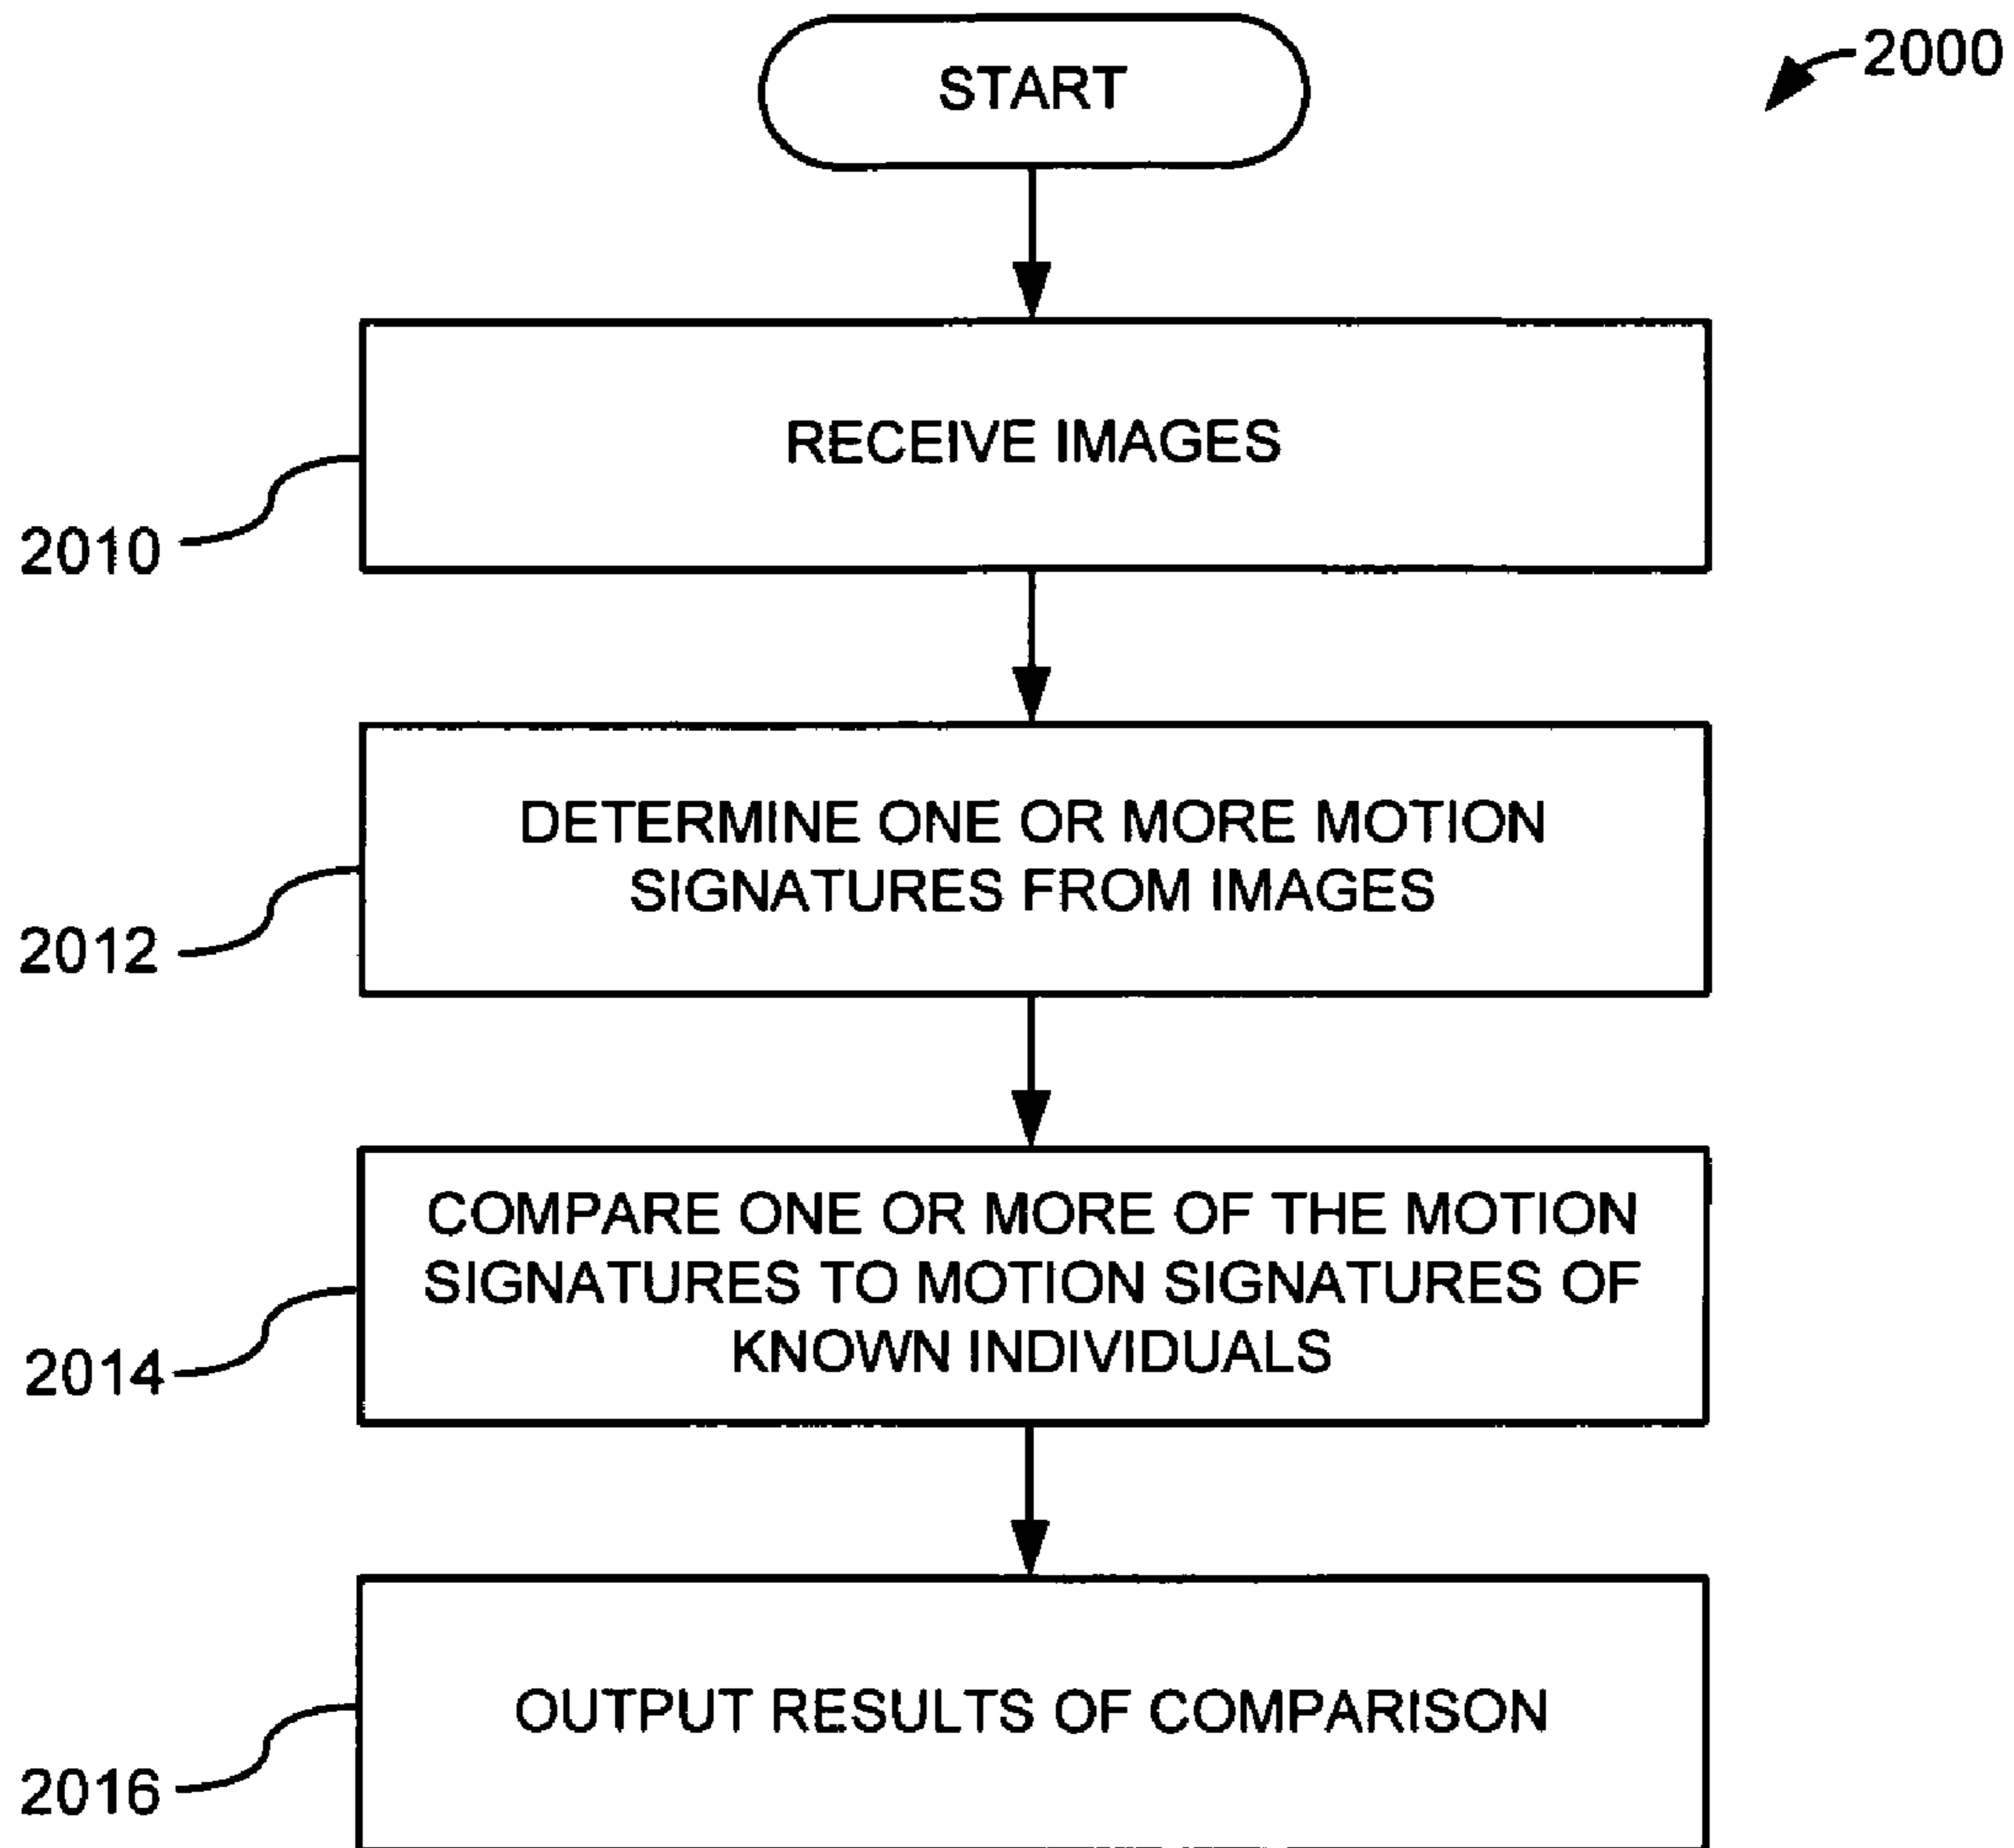 START
2000
RECEIVE IMAGES
2010
DETERMINE ONE OR MORE MOTION
SIGNATURES FROM IMAGES
2012
COMPARE ONE OR MORE OF THE MOTION
SIGNATURES TO MOTION SIGNATURES OF
KNOWN INDIVIDUALS
2014
OUTPUT RESULTS OF COMPARISON
2016